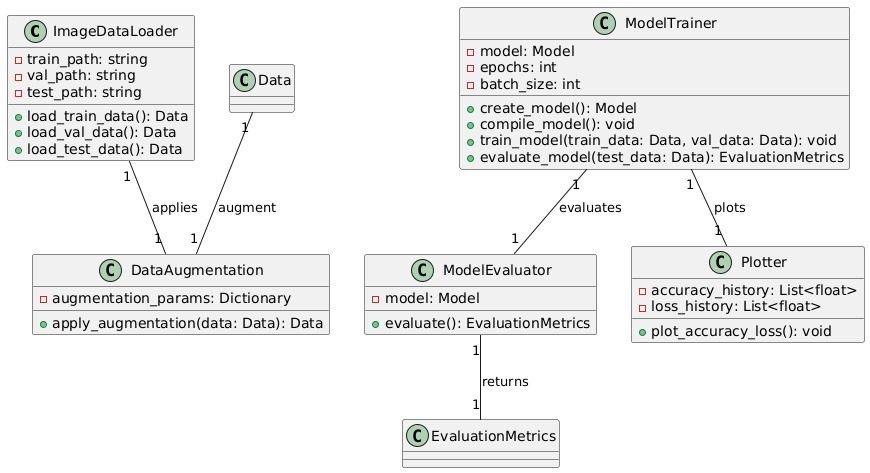 C ImageDataLoader
train_path: string
val_path: string
test_path: string
load_train_data(): Data
load_val_data(): Data
load_test_data(): Data
C Data
C ModelTrainer
model: Model
epochs: int
batch_size: int
create_model(): Model
compile_model(): void
train_model(train_data: Data, val_data: Data): void
evaluate_model(test_data: Data): EvaluationMetrics
1
applies
1
1
augment
1
1
evaluates
1
1
plots
1
C DataAugmentation
augmentation_params: Dictionary
apply_augmentation(data: Data): Data
C ModelEvaluator
model: Model
evaluate(): EvaluationMetrics
C Plotter
accuracy_history: List<float>
loss_history: List<float>
plot_accuracy_loss(): void
1
returns
1
C EvaluationMetrics